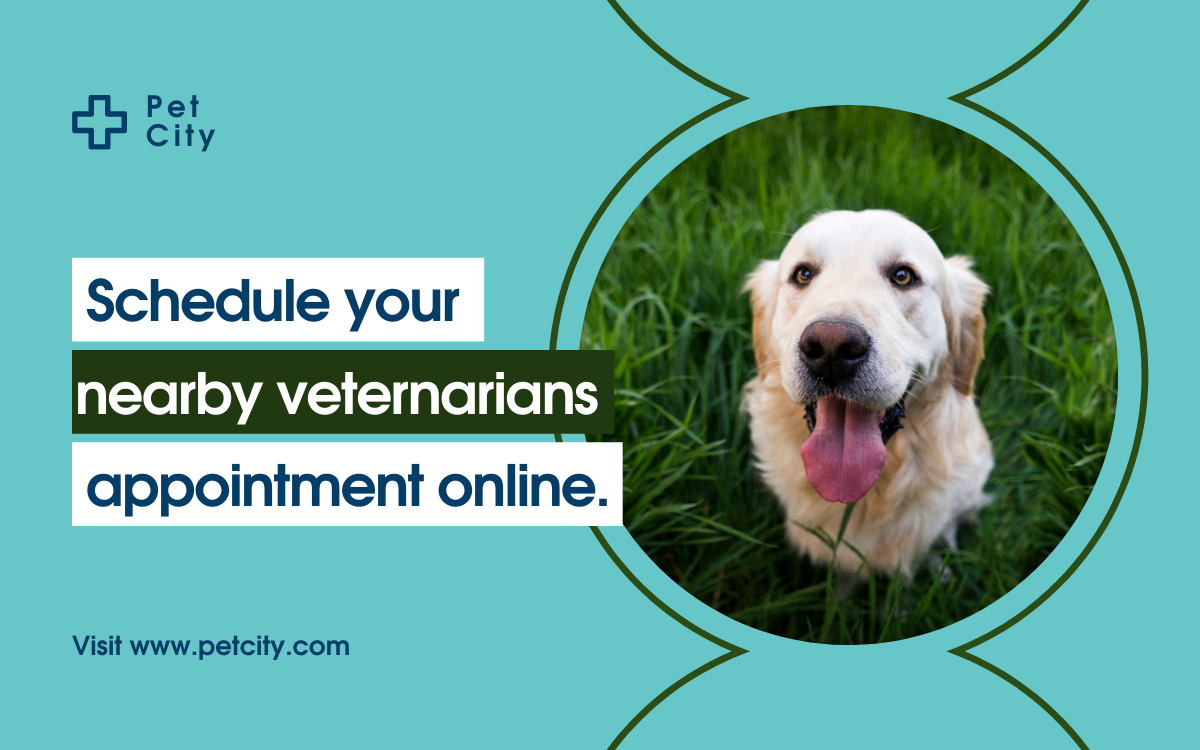 Pet
City
Schedule your
nearby veternarians
appointment online.
Visit www.petcity.com